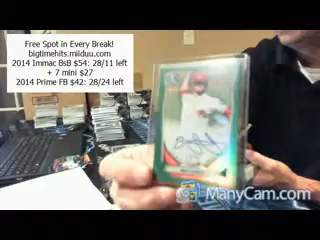 Free Spot in Every Break!
bigtimehits.milduu.com
2014 Immac BsB $54: 28/11 left
+ 7 mini $27
2014 Prime FB $42: 28/24 left
ManyCam.com